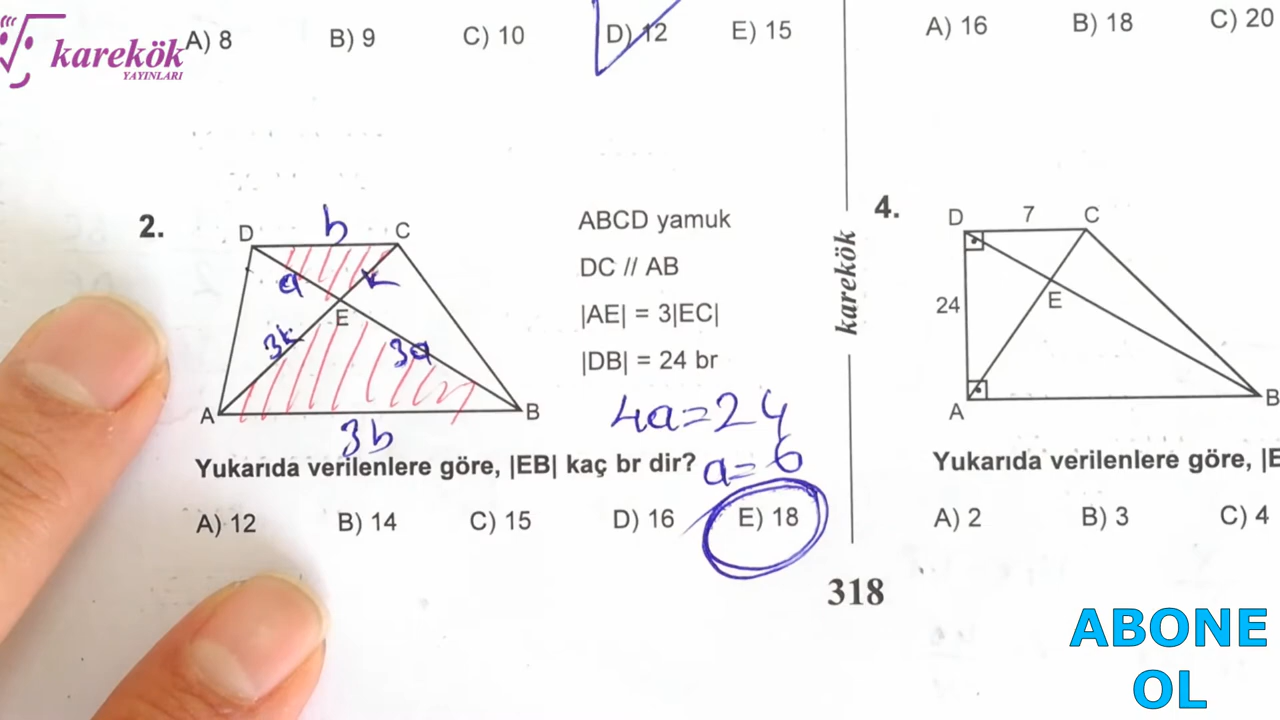 karekök
YAYINLARI
A) 8 B) 9 C) 10 D) 12 E) 15
2.
D b C
a k
E
3k 3a
A B
3b
ABCD yamuk
DC // AB
|AE| = 3|EC|
|DB| = 24 br
4a=24
a=6
Yukarıda verilenlere göre, |EB| kaç br dir?
A) 12 B) 14 C) 15 D) 16 E) 18
karekök
318
A) 16 B) 18 C) 20
4.
D 7 C
24 E
A B
Yukarıda verilenlere göre, |E
A) 2 B) 3 C) 4
ABONE
OL